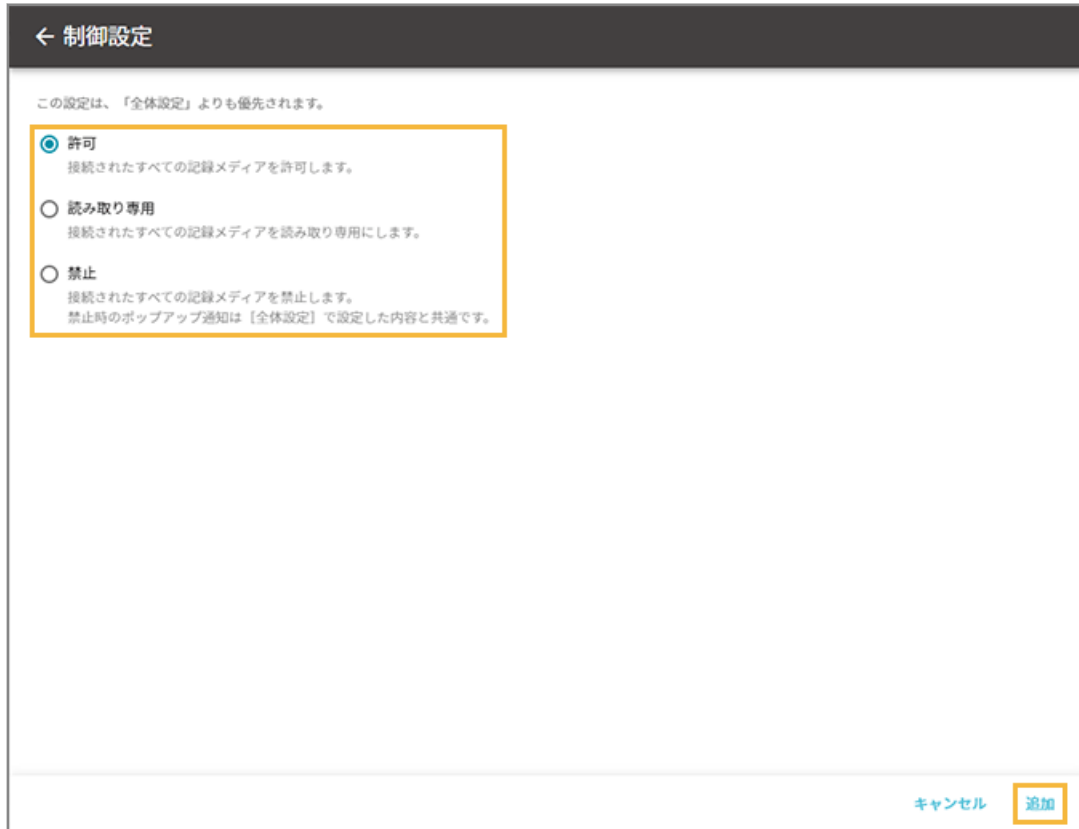 ← 制御設定
この設定は、「全体設定」よりも優先されます。
許可
接続されたすべての記録メディアを許可します。
読み取り専用
接続されたすべての記録メディアを読み取り専用にします。
禁止
接続されたすべての記録メディアを禁止します。
禁止時のポップアップ通知は［全体設定］で設定した内容と共通です。
キャンセル 追加